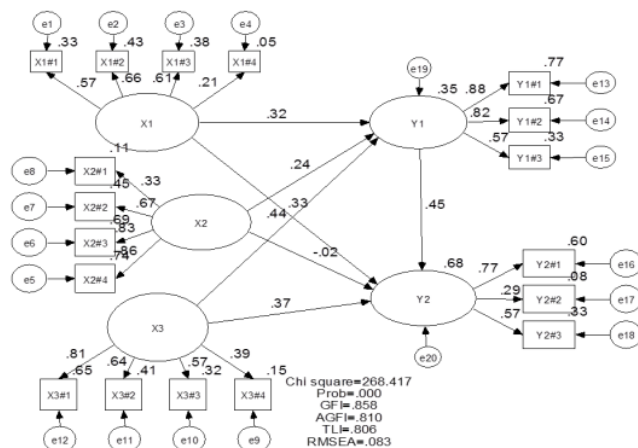 e1 e2 e3 e4
.33 .43 .38 .05
X1#1 X1#2 X1#3 X1#4
.57 .66 .61 .21
X1
e19
.35
Y1
.88 .82 .57
.77
Y1#1 e13
.67
Y1#2 e14
.33
Y1#3 e15
.32
.24
.44 .33
.45
-.02
.37
.11
e8 X2#1 .33
.45
e7 X2#2 .67
.69
e6 X2#3 .83
.74
e5 X2#4 .86
X2
.68
Y2
e20
.77 .29 .57
.60
Y2#1 e16
.08
Y2#2 e17
.33
Y2#3 e18
X3
.81 .64 .57 .39
.65 .41 .32 .15
X3#1 X3#2 X3#3 X3#4
e12 e11 e10 e9
Chi square=268.417
Prob=.000
GFI=.858
AGFI=.810
TLI=.806
RMSEA=.083